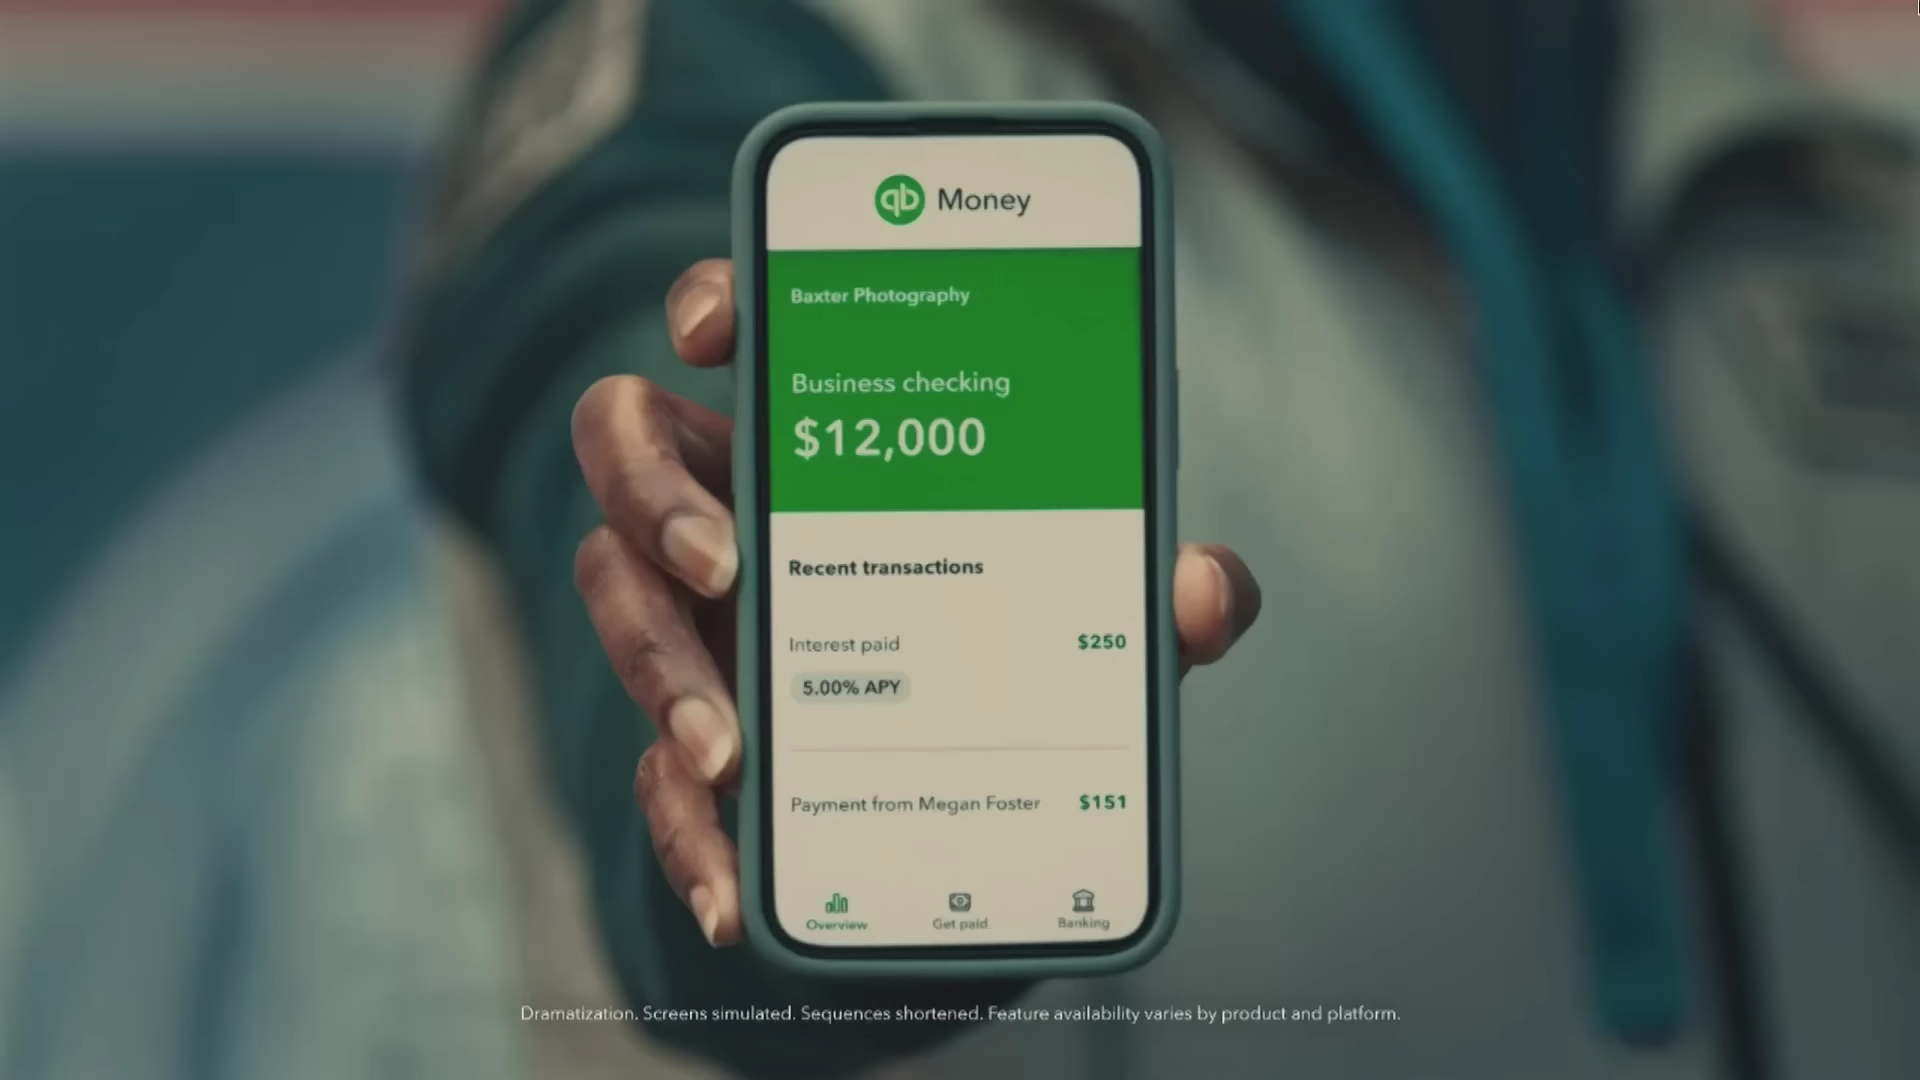 qb Money
Baxter Photography
Business checking
$12,000
Recent transactions
Interest paid $250
5.00% APY
Payment from Megan Foster $151
Overview Get paid Banking
Dramatization. Screens simulated. Sequences shortened. Feature availability varies by product and platform.